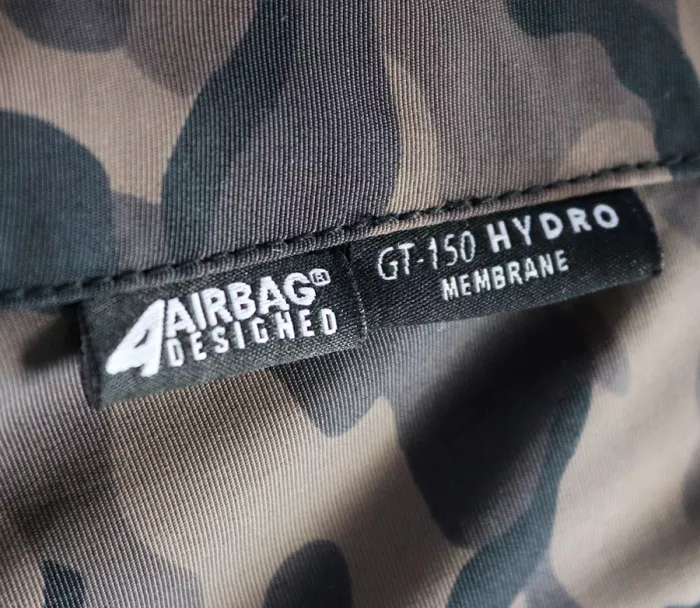 4AIRBAG®
DESIGNED
GT-150 HYDRO
MEMBRANE